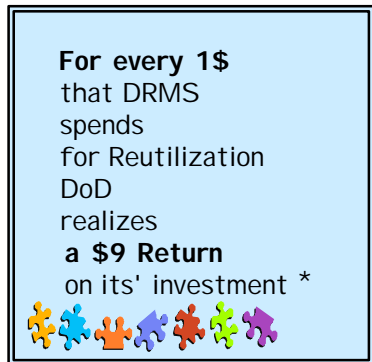 For every 1$
that DRMS
spends
for Reutilization
DoD
realizes
a $9 Return
on its' investment *